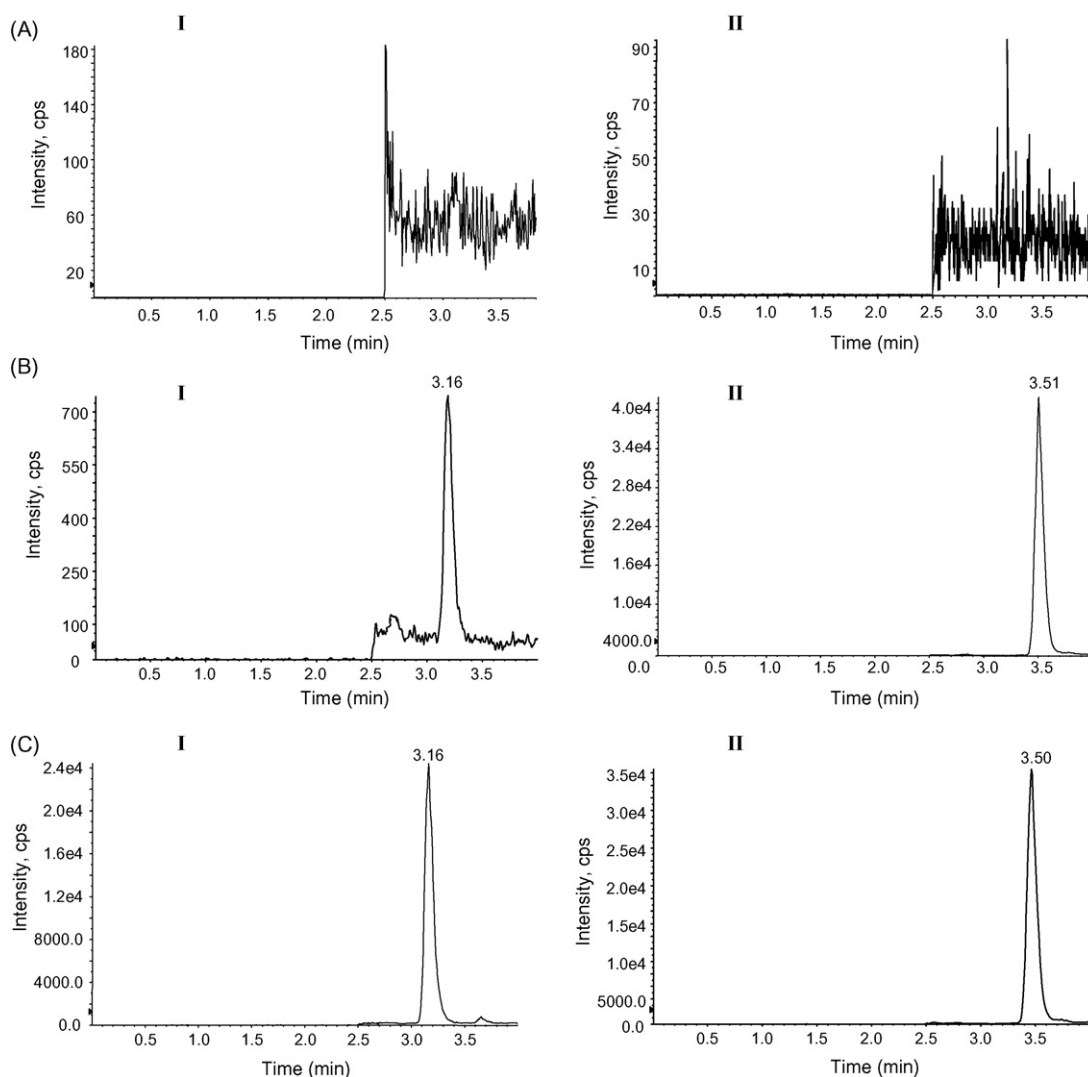 (A)
I
Intensity, cps
180
140
100
60
20
0.5 1.0 1.5 2.0 2.5 3.0 3.5
Time (min)
II
Intensity, cps
90
70
50
30
10
0.5 1.0 1.5 2.0 2.5 3.0 3.5
Time (min)
(B)
I
3.16
Intensity, cps
700
550
400
250
100
0
0.5 1.0 1.5 2.0 2.5 3.0 3.5
Time (min)
II
3.51
Intensity, cps
4.0e4
3.4e4
2.8e4
2.2e4
1.6e4
1.0e4
4000.0
0.0 0.5 1.0 1.5 2.0 2.5 3.0 3.5
Time (min)
(C)
I
3.16
Intensity, cps
2.4e4
2.0e4
1.6e4
1.2e4
8000.0
4000.0
0.0
0.5 1.0 1.5 2.0 2.5 3.0 3.5
Time (min)
II
3.50
Intensity, cps
3.5e4
3.0e4
2.5e4
2.0e4
1.5e4
1.0e4
5000.0
0.0
0.5 1.0 1.5 2.0 2.5 3.0 3.5
Time (min)